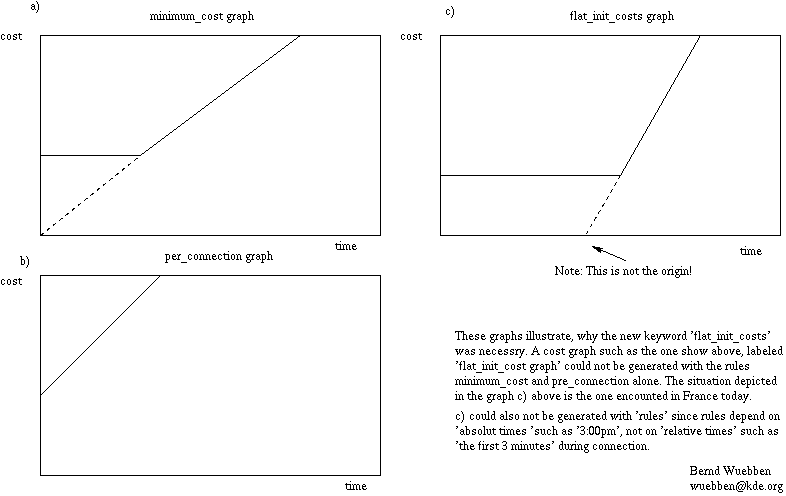 a)
minimum_cost graph
cost
time
b)
per_connection graph
cost
time
c)
flat_init_costs graph
cost
time
Note: This is not the origin!
These graphs illustrate, why the new keyword 'flat_init_costs'
was necessry. A cost graph such as the one show above, labeled
'flat_init_cost graph' could not be generated with the rules
minimum_cost and pre_connection alone. The situation depicted
in the graph c) above is the one encountered in France today.
c) could also not be generated with 'rules' since rules depend on
'absolut times 'such as '3:00pm', not on 'relative times' such as
'the first 3 minutes' during connection.
Bernd Wuebben
wuebben@kde.org